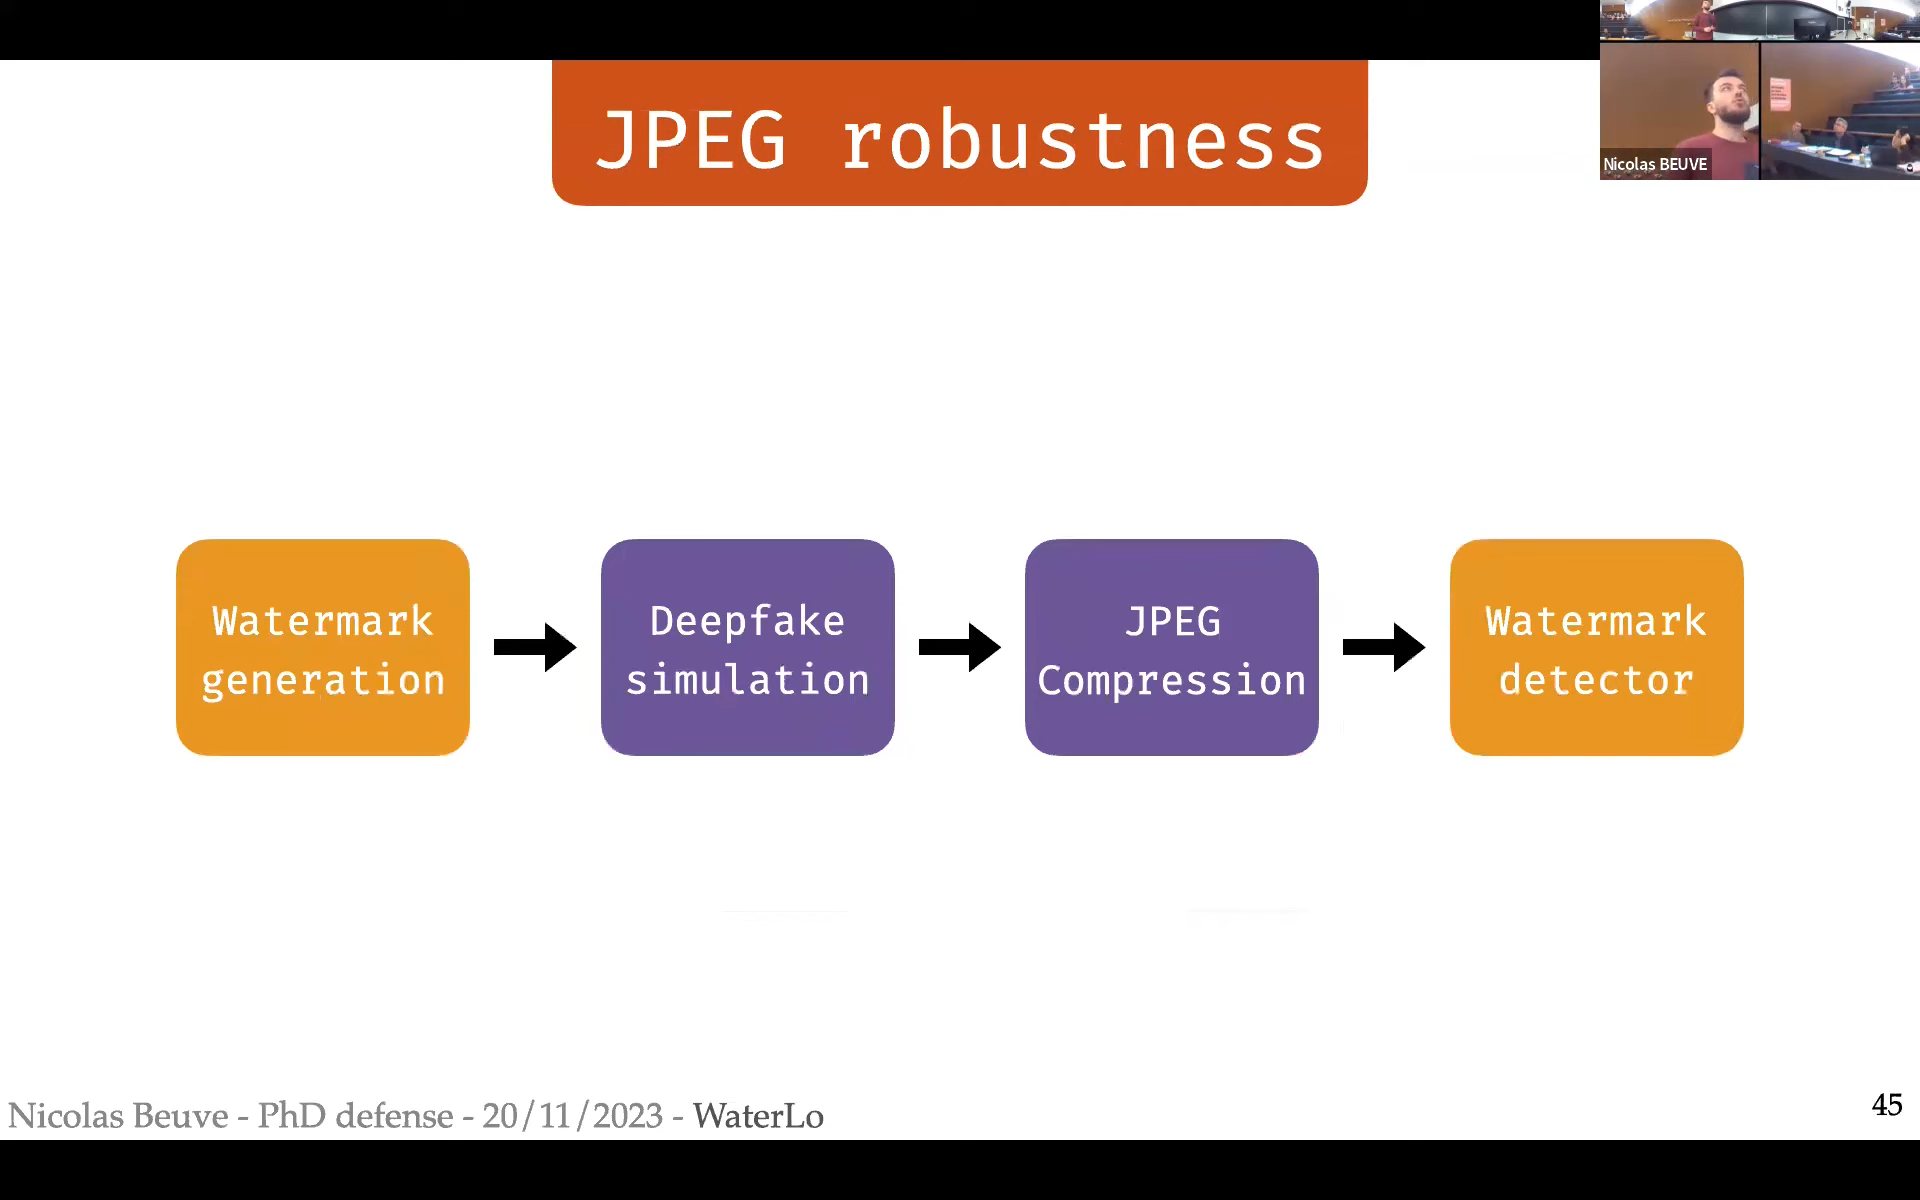 JPEG robustness
Nicolas BEUVE
Watermark
generation
Deepfake
simulation
JPEG
Compression
Watermark
detector
Nicolas Beuve - PhD defense - 20/11/2023 - WaterLo
45